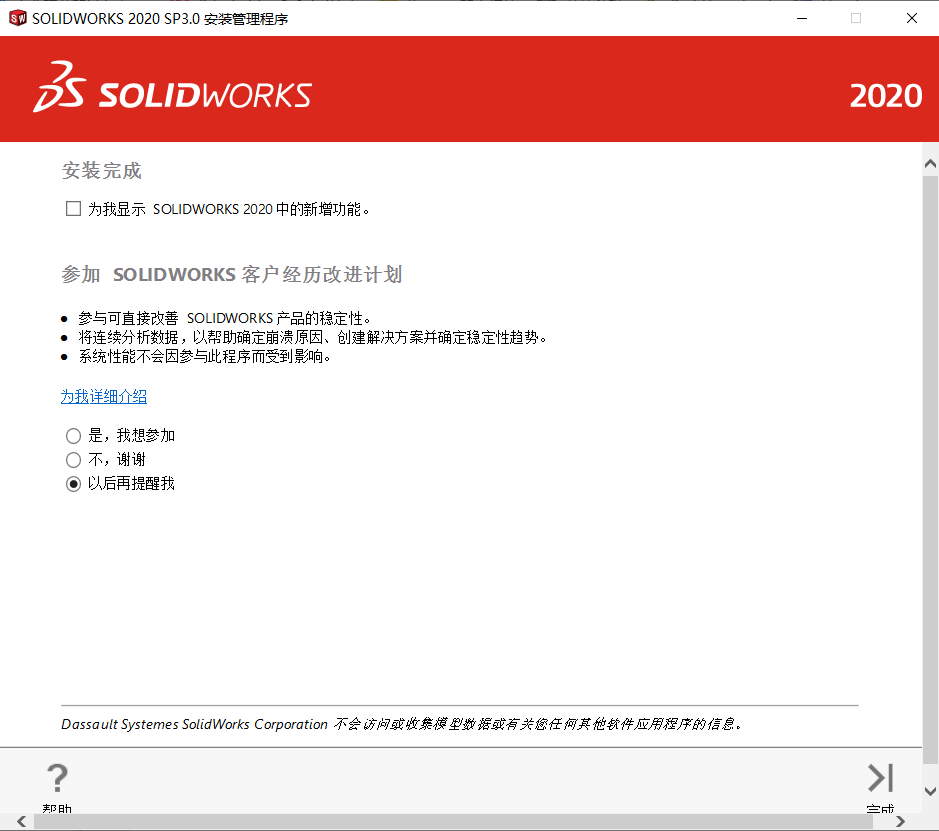 SOLIDWORKS 2020 SP3.0 安装管理程序
SOLIDWORKS
2020
安装完成
为我显示 SOLIDWORKS 2020 中的新增功能。
参加 SOLIDWORKS 客户经历改进计划
参与可直接改善 SOLIDWORKS 产品的稳定性。
将连续分析数据，以帮助确定崩溃原因、创建解决方案并确定稳定性趋势。
系统性能不会因参与此程序而受到影响。
为我详细介绍
是，我想参加
不，谢谢
以后再提醒我
Dassault Systemes SolidWorks Corporation 不会访问或收集模型数据或有关您任何其他软件应用程序的信息。
帮助
完成